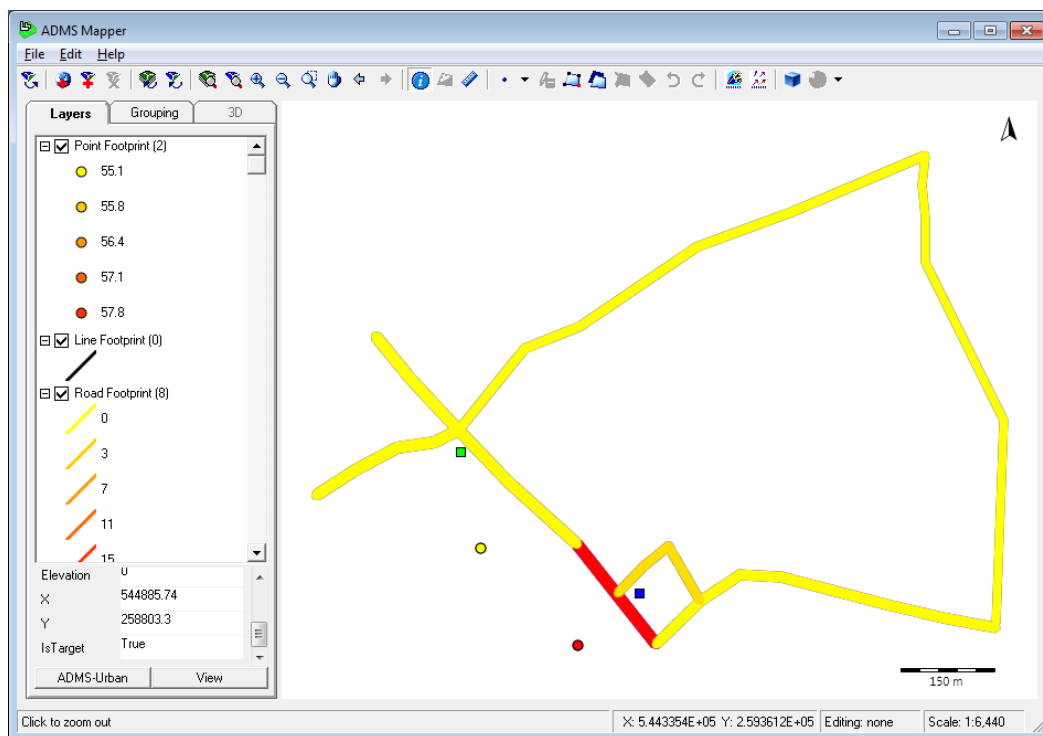 ADMS Mapper
File Edit Help
Layers Grouping 3D
Point Footprint (2)
55.1
55.8
56.4
57.1
57.8
Line Footprint (0)
Road Footprint (8)
0
3
7
11
15
Elevation 0
X 544885.74
Y 258803.3
IsTarget True
ADMS-Urban View
150 m
Click to zoom out X: 5.443354E+05 Y: 2.593612E+05 Editing: none Scale: 1:6,440